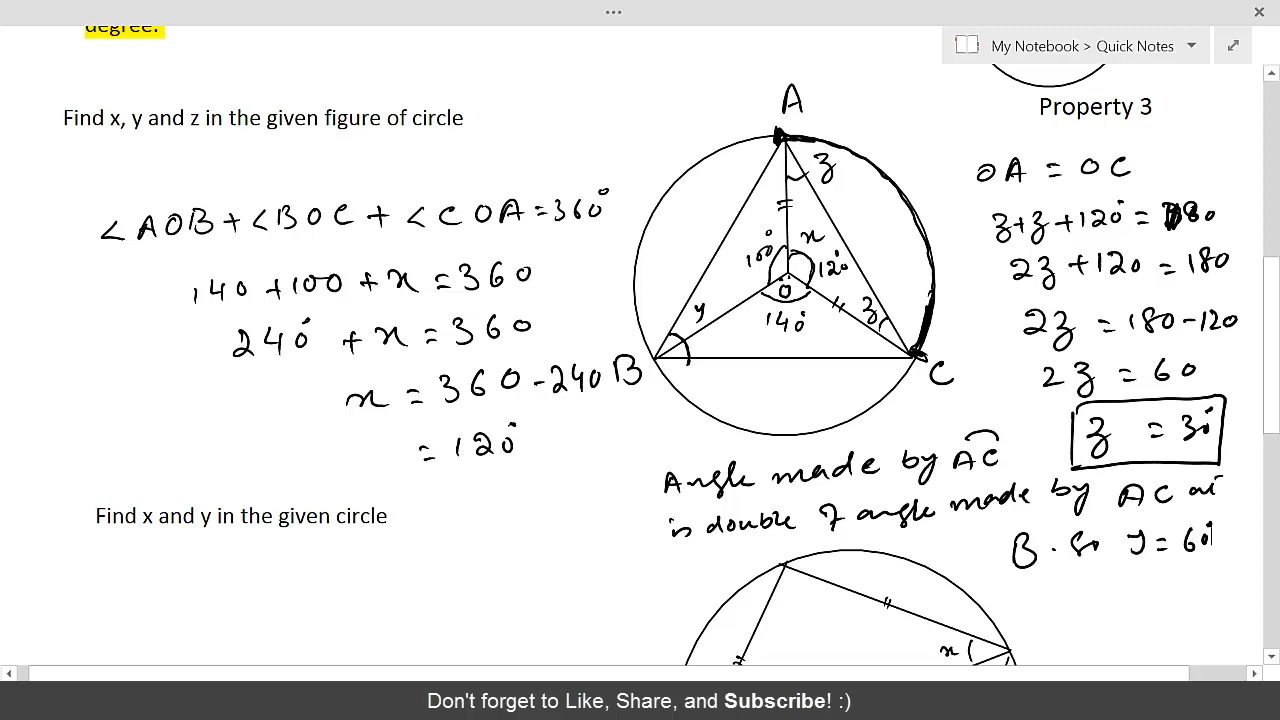 degree.
My Notebook > Quick Notes
Find x, y and z in the given figure of circle
Property 3
∠AOB + ∠BOC + ∠COA = 360°
140 + 100 + x = 360
240° + x = 360
x = 360 - 240
= 120°
A
z
100°
x
120°
O
y
z
140°
B
C
OA = OC
z + z + 120° = 180
2z + 120 = 180
2z = 180 - 120
2z = 60
z = 30°
Angle made by AC
is double of angle made by AC at
B. So y = 60°
Find x and y in the given circle
x
Don't forget to Like, Share, and Subscribe! :)